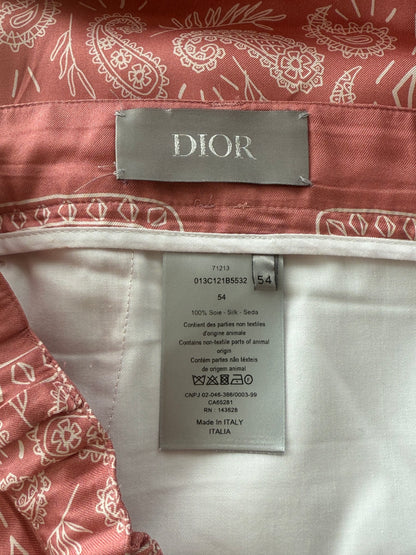 DIOR
71213
013C121B5532
54
54
100% Soie - Silk - Seda
Contient des parties non textiles
d'origine animale
Contains non-textile parts of animal
origin
Contém partes não têxteis
de origem animal
CNPJ 02-046-386/0003-99
CA65281
RN : 143828
Made In ITALY
ITALIA